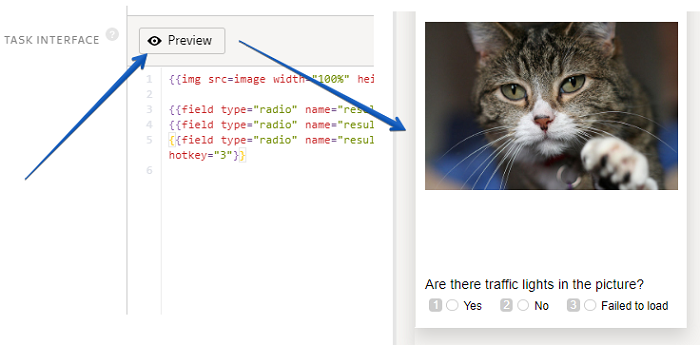 TASK INTERFACE ?
Preview
1 {{img src=image width="100%" hei
2
3 {{field type="radio" name="resul
4 {{field type="radio" name="resul
5 {{field type="radio" name="resul
hotkey="3"}}
6
Are there traffic lights in the picture?
1 Yes 2 No 3 Failed to load